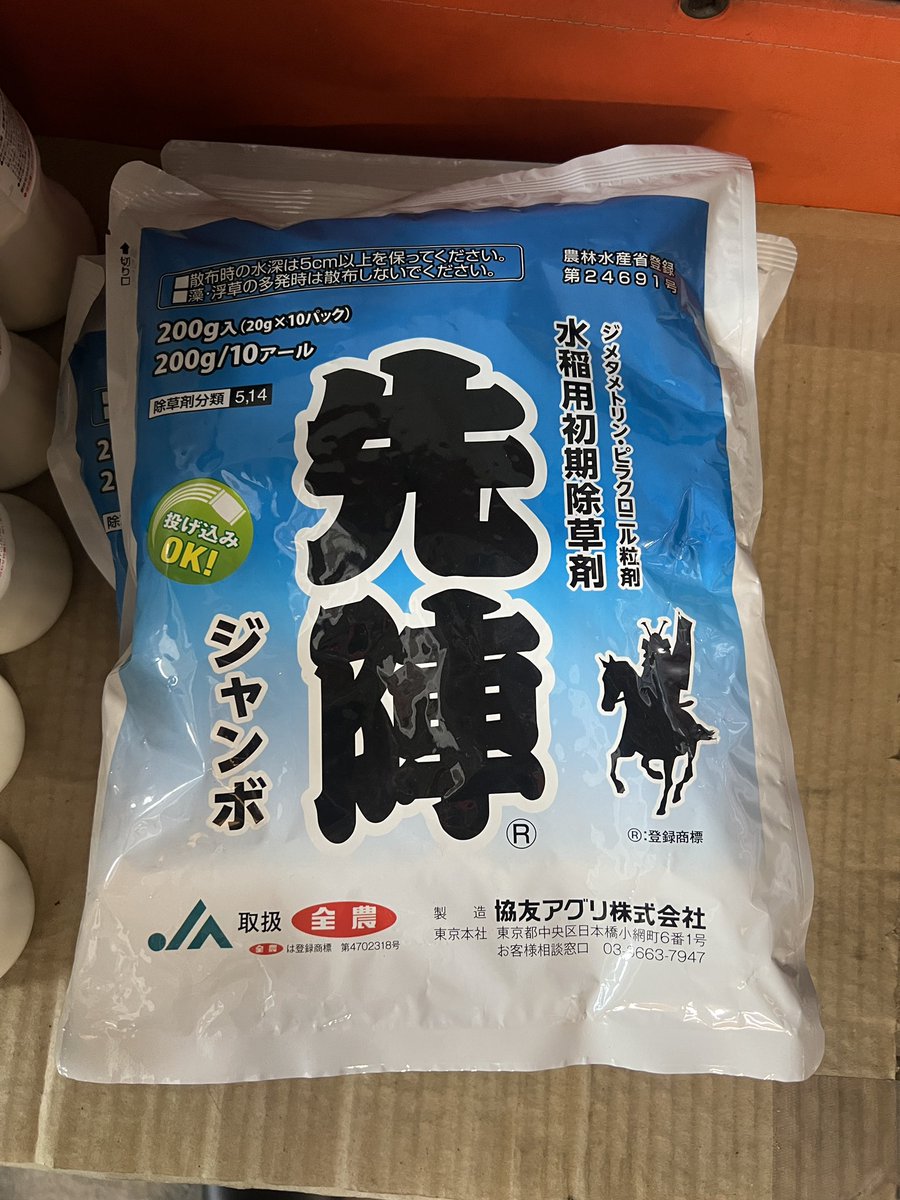 切り口
散布時の水深は5cm以上を保ってください。
藻・浮草の多発時は散布しないでください。
農林水産省登録
第24691号
200g入（20g×10パック）
200g/10アール
除草剤分類 5,14
ジメタメトリン・ピラクロニル粒剤
水稲用初期除草剤
先陣
®
ジャンボ
投げ込み
OK!
®：登録商標
JA 取扱 全農
全農 は登録商標 第4702318号
製造 協友アグリ株式会社
東京本社 東京都中央区日本橋小網町6番1号
お客様相談窓口 03-5663-7947